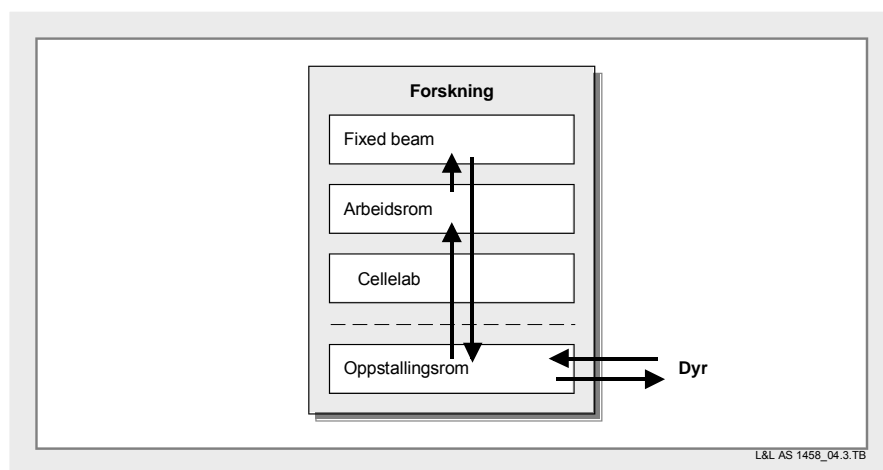 Forskning
Fixed beam
Arbeidsrom
Cellelab
Oppstallingsrom
Dyr
L&L AS 1458_04.3.TB